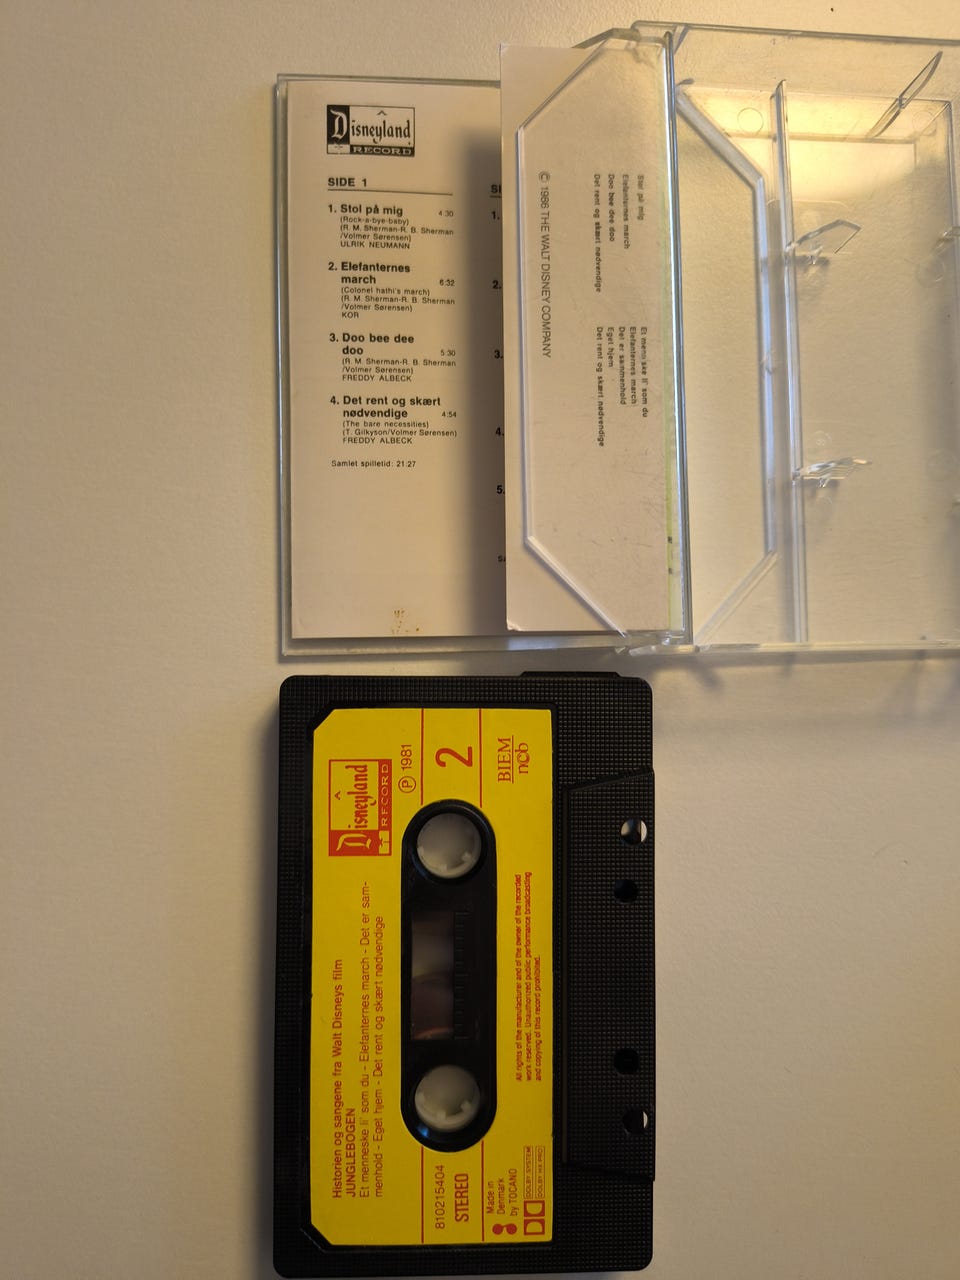 Disneyland
RECORD
SIDE 1
1. Stol på mig 4:30
(Rock-a-bye-baby)
(R. M. Sherman-R. B. Sherman
/Volmer Sørensen)
ULRIK NEUMANN
2. Elefanternes
march 6:32
(Colonel hathi's march)
(R. M. Sherman-R. B. Sherman
/Volmer Sørensen)
KOR
3. Doo bee dee
doo 5:30
(R. M. Sherman-R. B. Sherman
/Volmer Sørensen)
FREDDY ALBECK
4. Det rent og skært
nødvendige 4:54
(The bare necessities)
(T. Gilkyson/Volmer Sørensen)
FREDDY ALBECK
Samlet spilletid: 21:27
1.
2.
3.
4.
5.
Stol på mig
Elefanternes march
Doo bee dee doo
Det rent og skært nødvendige
Et menneske li' som du
Elefanternes march
Det er sammenhold
Eget hjem
Det rent og skært nødvendige
© 1986 THE WALT DISNEY COMPANY
Disneyland
RECORD
℗ 1981
2
BIEM
ncb
Historien og sangene fra Walt Disneys film
JUNGLEBOGEN
Et menneske li' som du - Elefanternes march - Det er sam-
menhold - Eget hjem - Det rent og skært nødvendige
810215404
STEREO
Made in
Denmark
by TOCANO
DOLBY SYSTEM
DOLBY HX PRO
All rights of the manufacturer and of the owner of the recorded
work reserved. Unauthorized public performance broadcasting
and copying of this record prohibited.